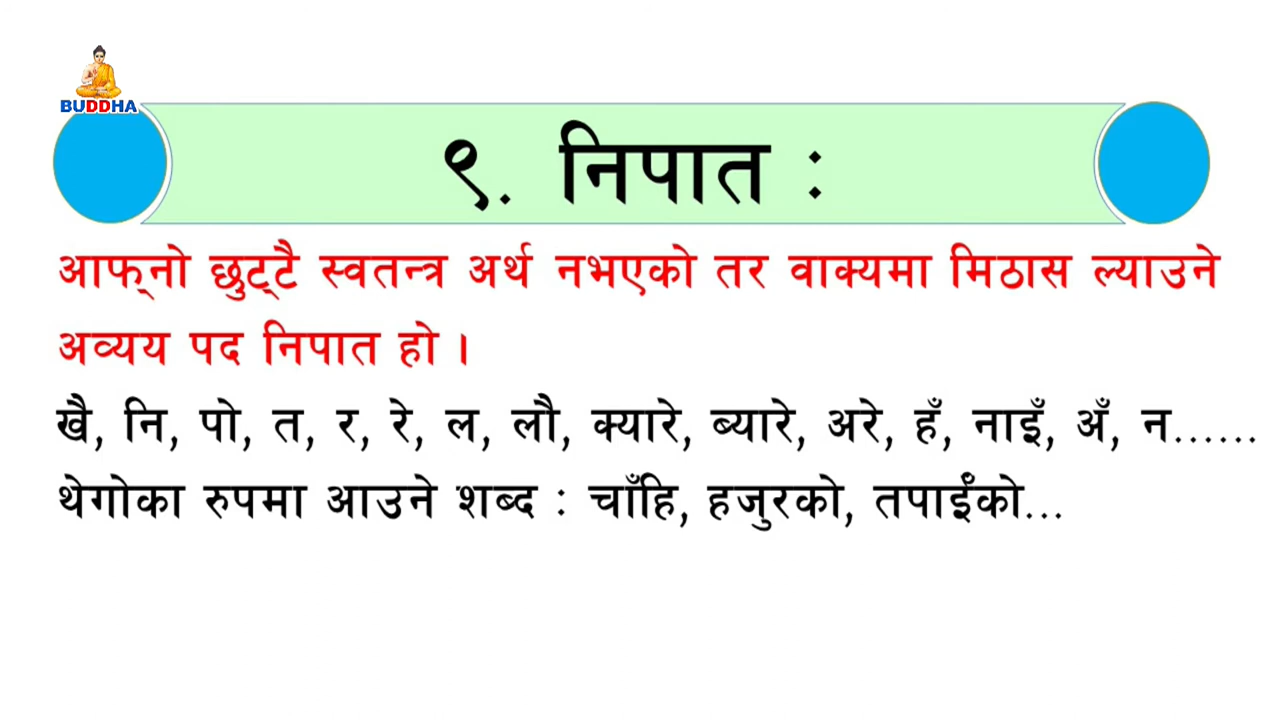 BUDDHA
९. निपात :
आफ्‌नो छुट्‌टै स्वतन्त्र अर्थ नभएको तर वाक्यमा मिठास ल्याउने
अव्यय पद निपात हो ।
खै, नि, पो, त, र, रे, ल, लौ, क्यारे, ब्यारे, अरे, हँ, नाइँ, अँ, न......
थेगोका रुपमा आउने शब्द : चाँहि, हजुरको, तपाईँको...